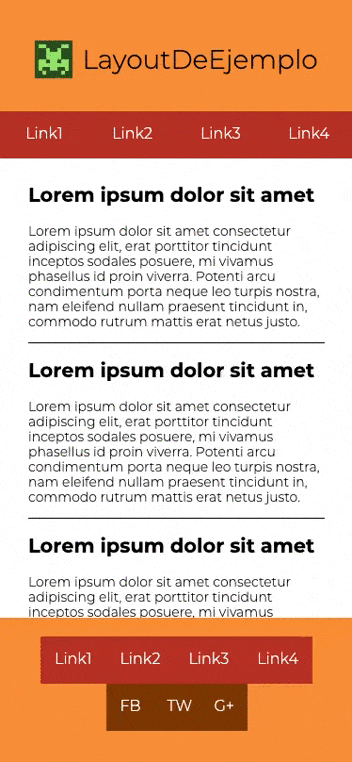 LayoutDeEjemplo
Link1 Link2 Link3 Link4
Lorem ipsum dolor sit amet
Lorem ipsum dolor sit amet consectetur
adipiscing elit, erat porttitor tincidunt
inceptos sodales posuere, mi vivamus
phasellus id proin viverra. Potenti arcu
condimentum porta neque leo turpis nostra,
nam eleifend nullam praesent tincidunt in,
commodo rutrum mattis erat netus justo.
Lorem ipsum dolor sit amet
Lorem ipsum dolor sit amet consectetur
adipiscing elit, erat porttitor tincidunt
inceptos sodales posuere, mi vivamus
phasellus id proin viverra. Potenti arcu
condimentum porta neque leo turpis nostra,
nam eleifend nullam praesent tincidunt in,
commodo rutrum mattis erat netus justo.
Lorem ipsum dolor sit amet
Lorem ipsum dolor sit amet consectetur
adipiscing elit, erat porttitor tincidunt
inceptos sodales posuere, mi vivamus
Link1 Link2 Link3 Link4
FB TW G+